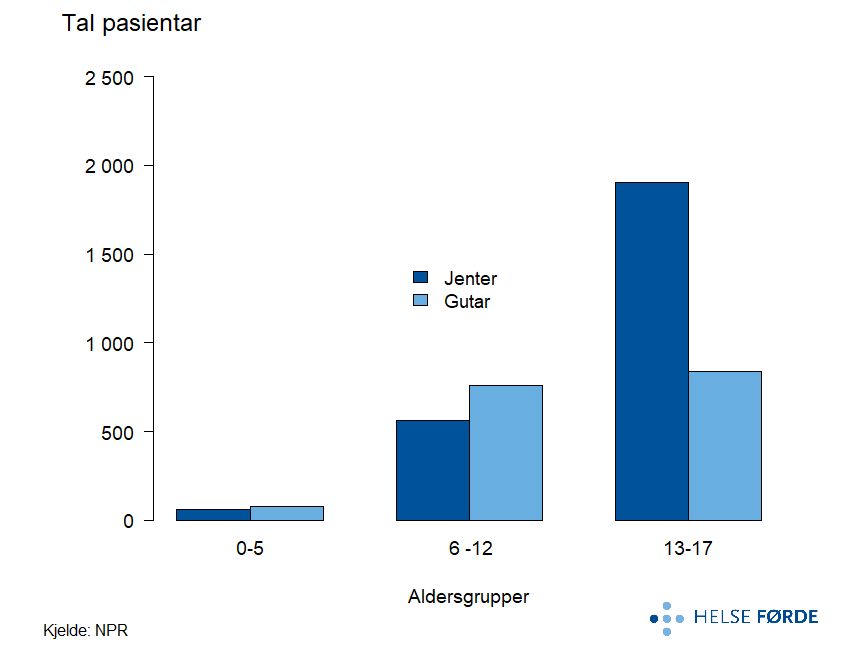 Tal pasientar
2 500
2 000
1 500
1 000
500
0
Jenter
Gutar
0-5
6 -12
13-17
Aldersgrupper
HELSE FØRDE
Kjelde: NPR